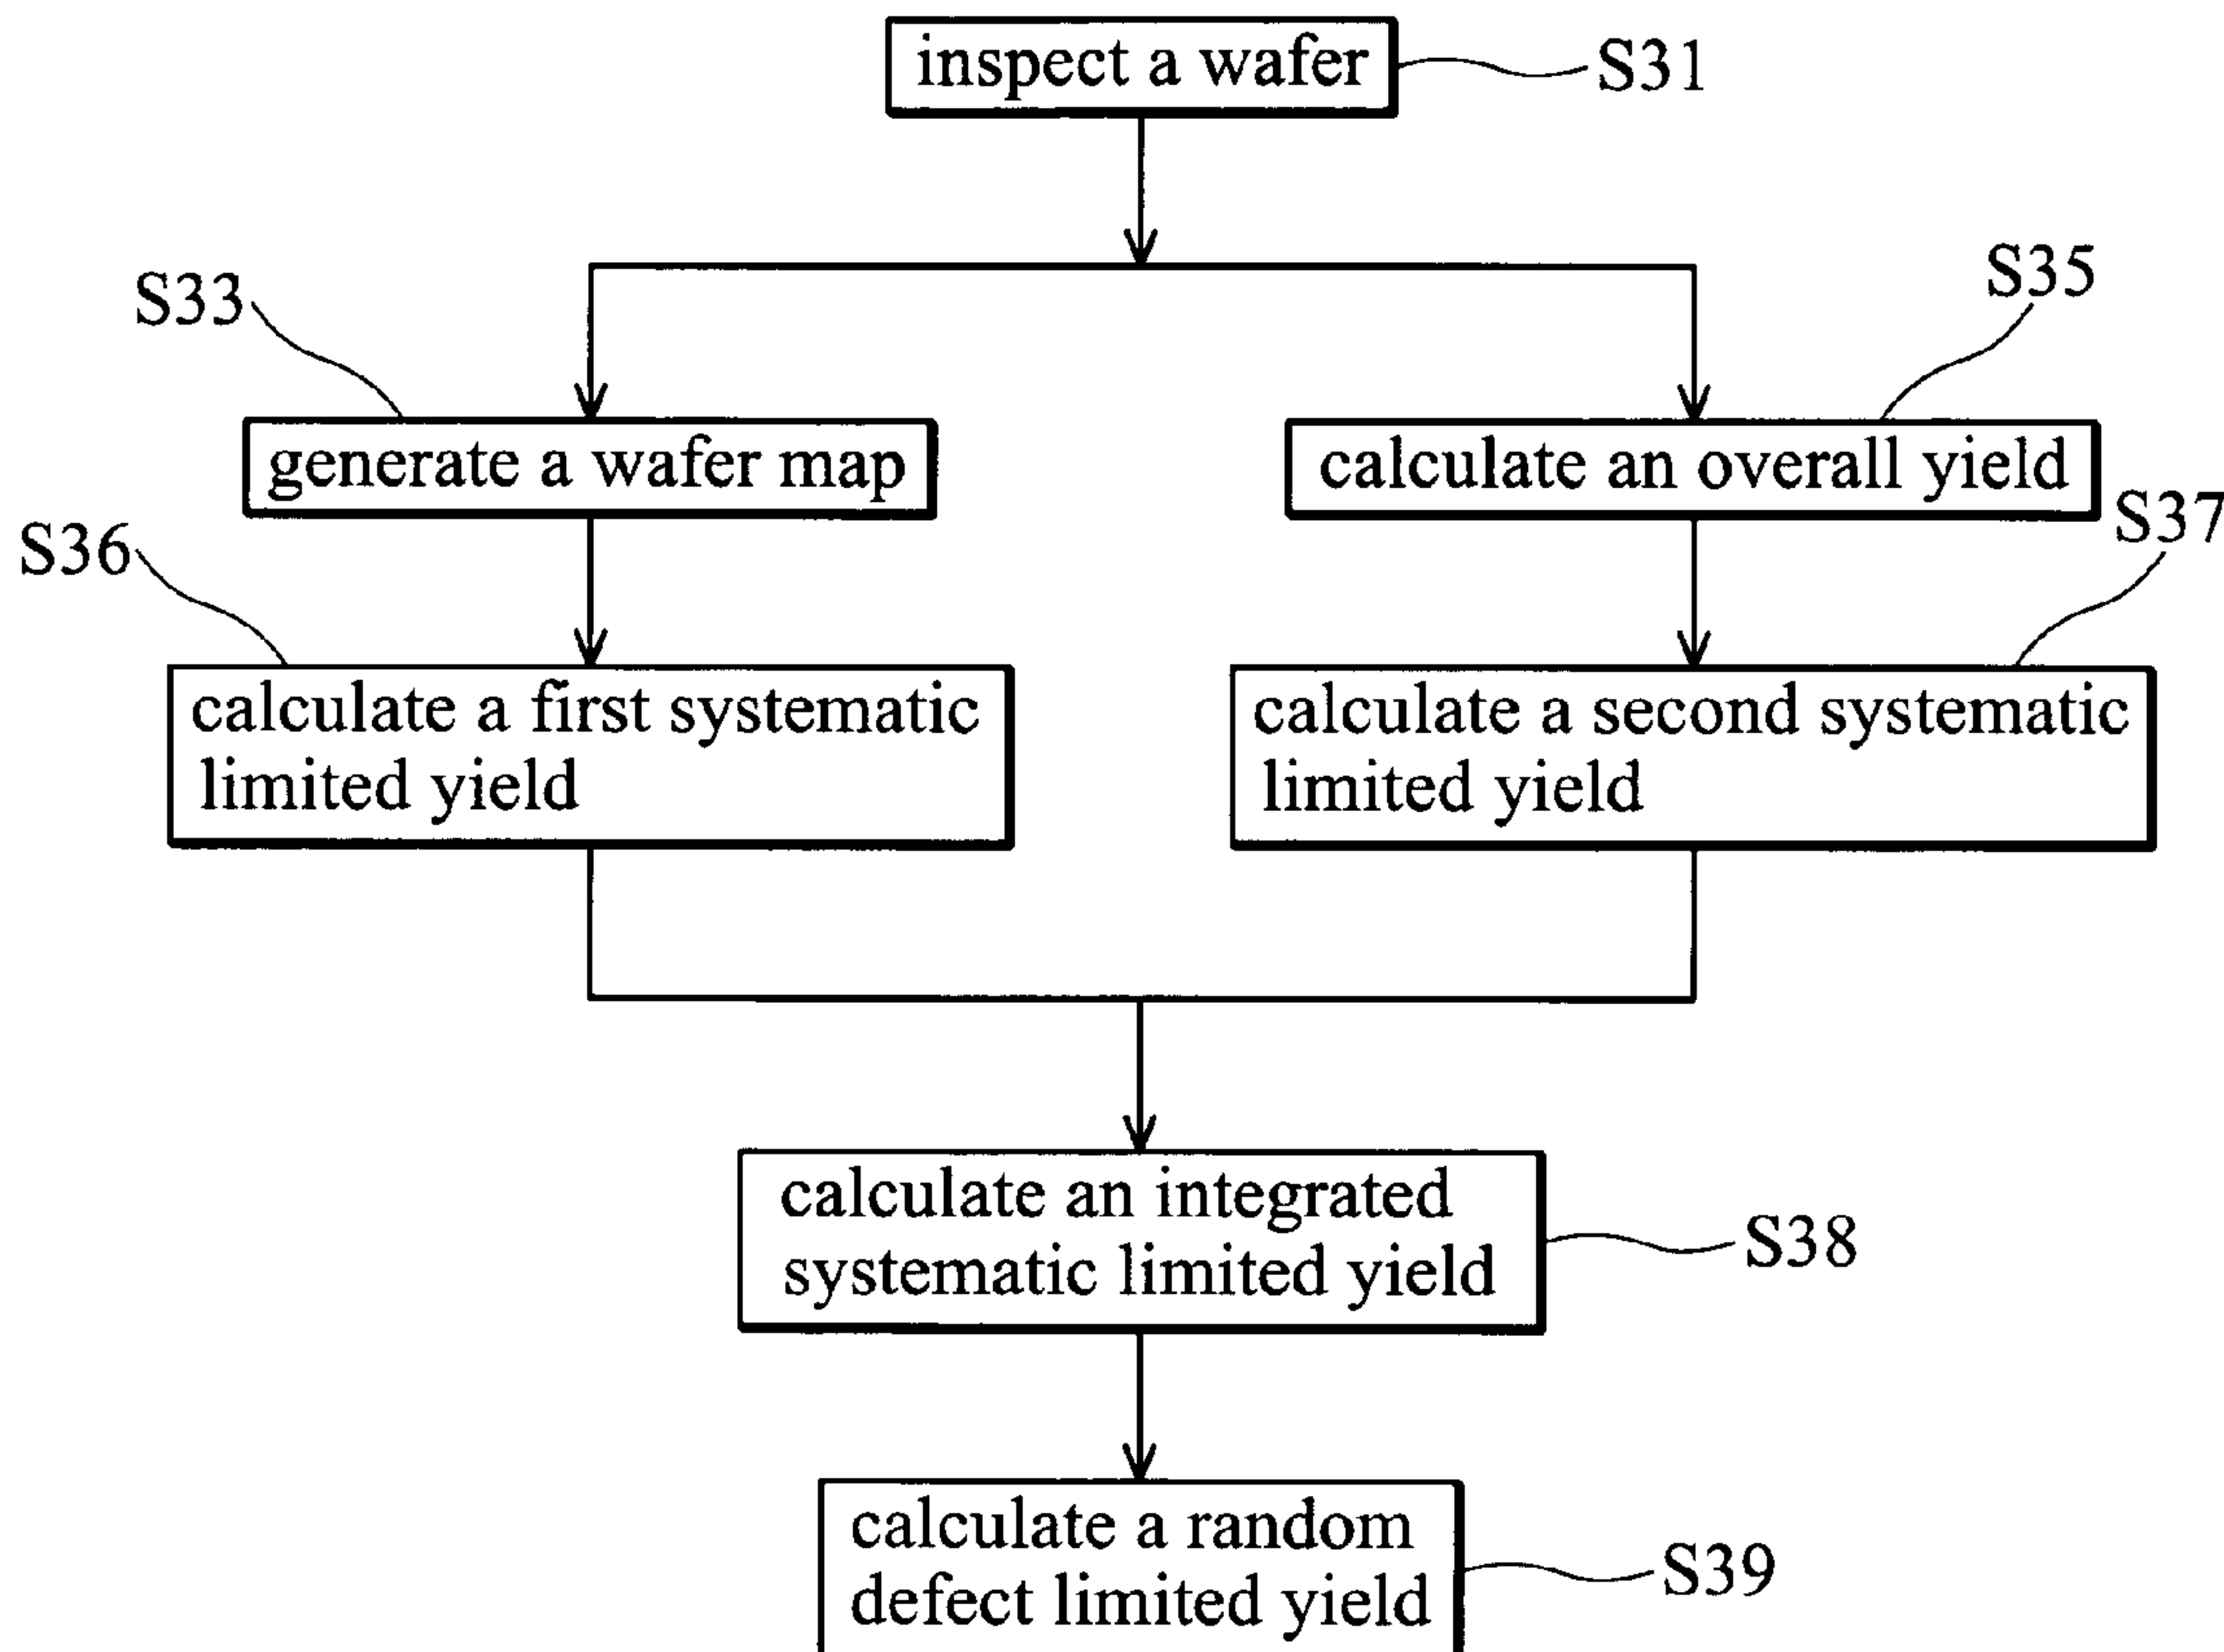 inspect a wafer
S31
S33
S35
generate a wafer map
calculate an overall yield
S36
S37
calculate a first systematic
limited yield
calculate a second systematic
limited yield
calculate an integrated
systematic limited yield
S38
calculate a random
defect limited yield
S39